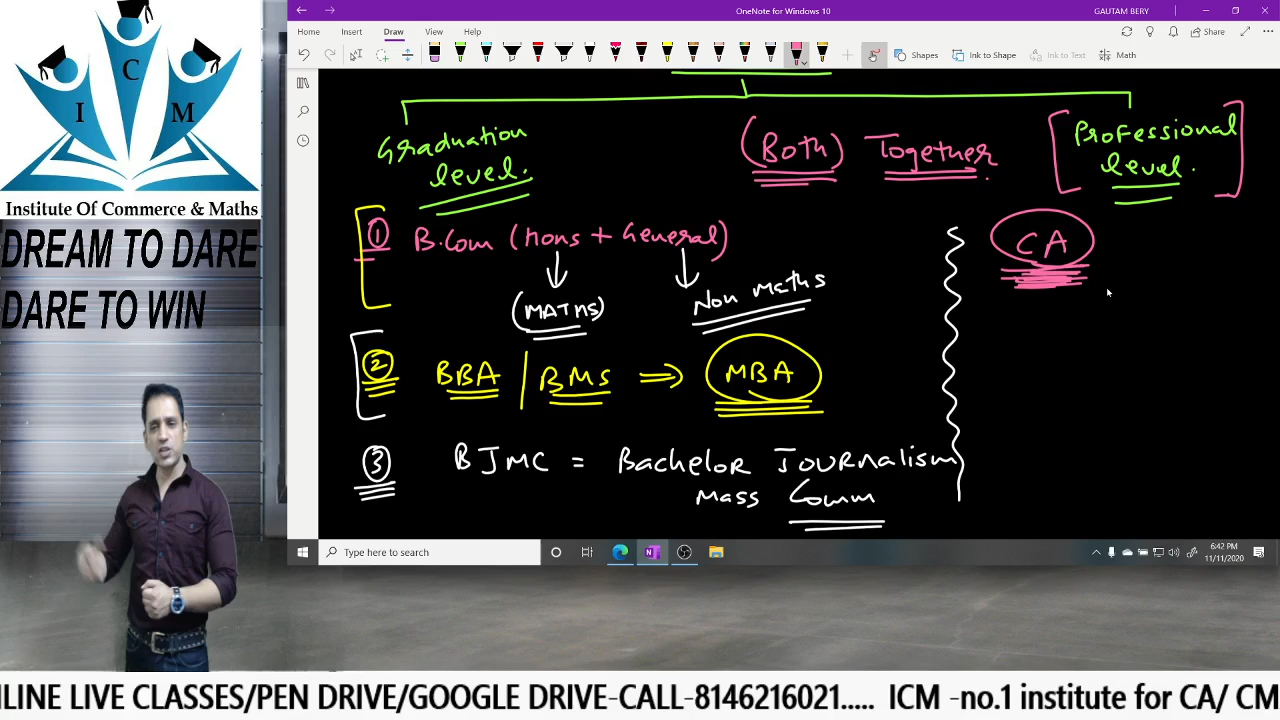 I C M
Institute Of Commerce & Maths
DREAM TO DARE
DARE TO WIN
OneNote for Windows 10
GAUTAM BERY
Home Insert Draw View Help
Share
Shapes Ink to Shape Ink to Text Math
Graduation level.
(Both) Together.
[Professional level.]
① B.Com (Hons + General)
(MATHS)
Non maths
CA
② BBA | BMS ⇒ MBA
③ BJMC = Bachelor Journalism
Mass Comm
Type here to search
6:42 PM
11/11/2020
NLINE LIVE CLASSES/PEN DRIVE/GOOGLE DRIVE-CALL-8146216021..... ICM -no.1 institute for CA/ CM